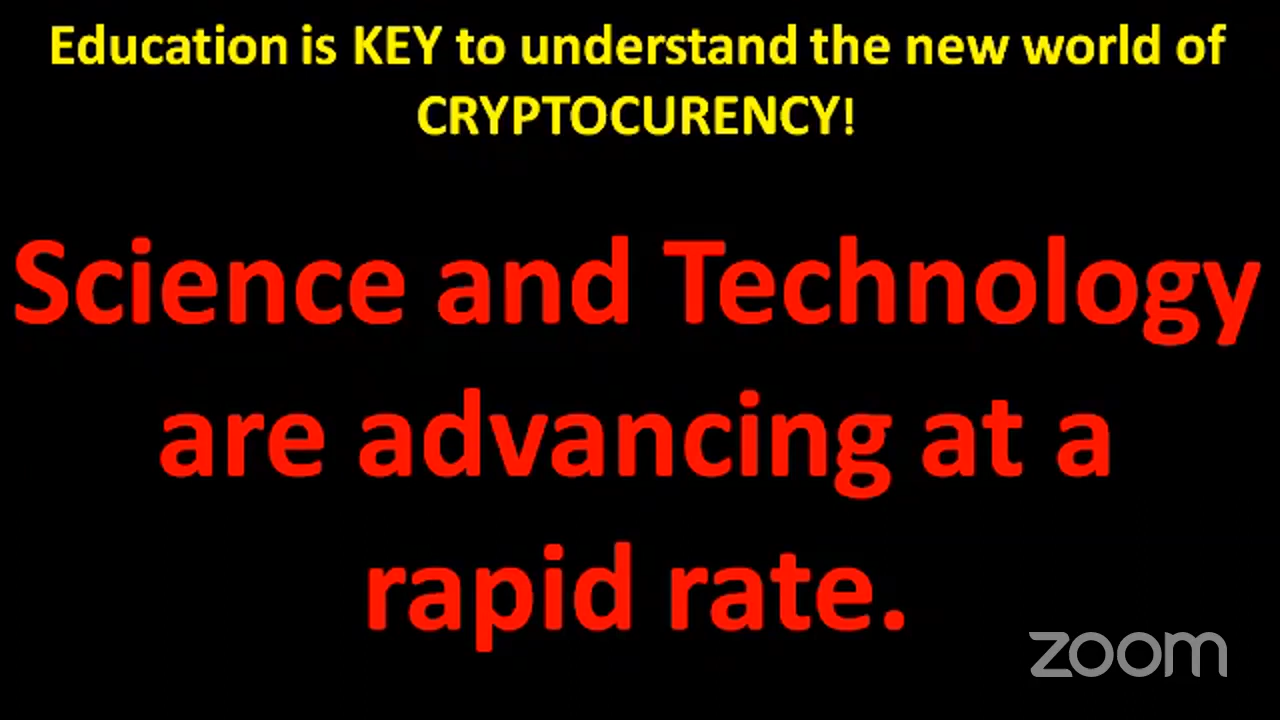 Education is KEY to understand the new world of
CRYPTOCURENCY!
Science and Technology
are advancing at a
rapid rate.
zoom